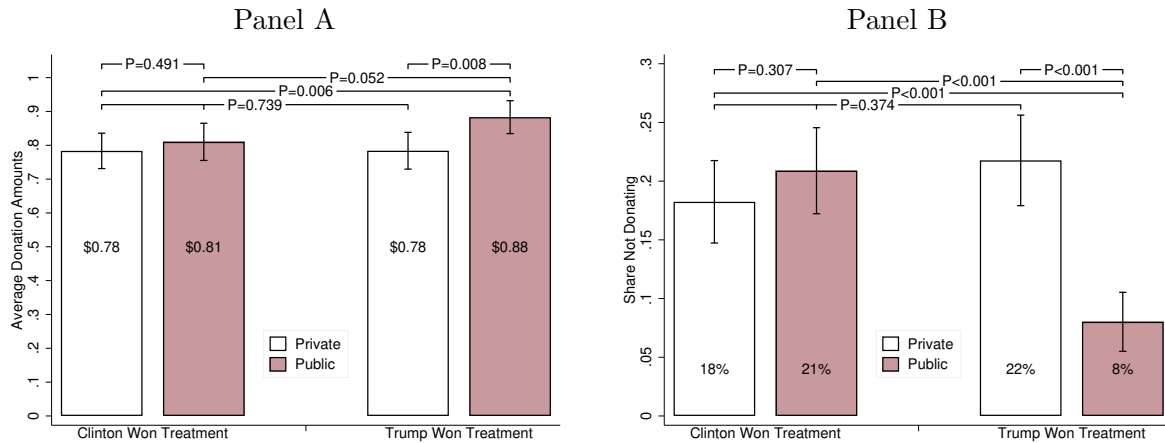 Panel A
P=0.491
P=0.008
P=0.052
P=0.006
P=0.739
Average Donation Amounts
1
.9
.8
.7
.6
.5
.4
.3
.2
.1
0
$0.78
$0.81
$0.78
$0.88
Private
Public
Clinton Won Treatment
Trump Won Treatment
Panel B
P=0.307
P<0.001
P<0.001
P<0.001
P=0.374
Share Not Donating
.3
.25
.2
.15
.1
.05
0
18%
21%
22%
8%
Private
Public
Clinton Won Treatment
Trump Won Treatment